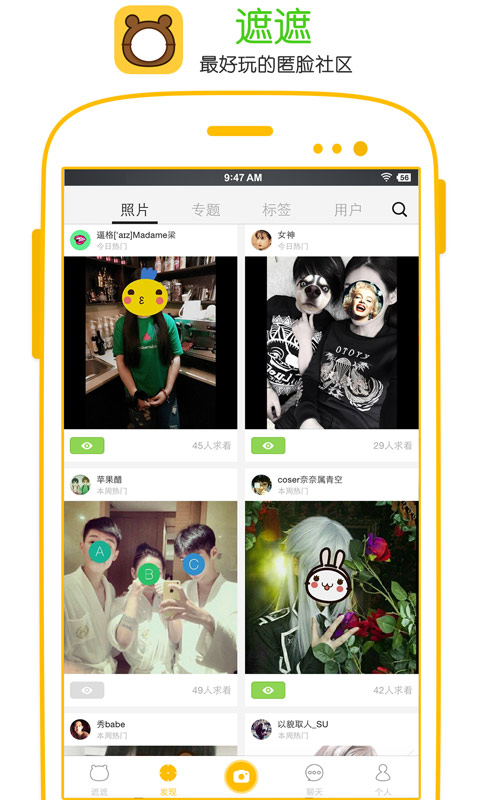 遮遮
最好玩的匿脸社区
9:47 AM
56
照片
专题
标签
用户
逼格['aɪz]Madame梁
今日热门
女神
今日热门
OTOTY
45人求看
29人求看
苹果醋
本周热门
coser奈奈属青空
本周热门
A
B
C
49人求看
42人求看
秀babe
本周热门
以貌取人_SU
本周热门
遮遮
发现
聊天
个人